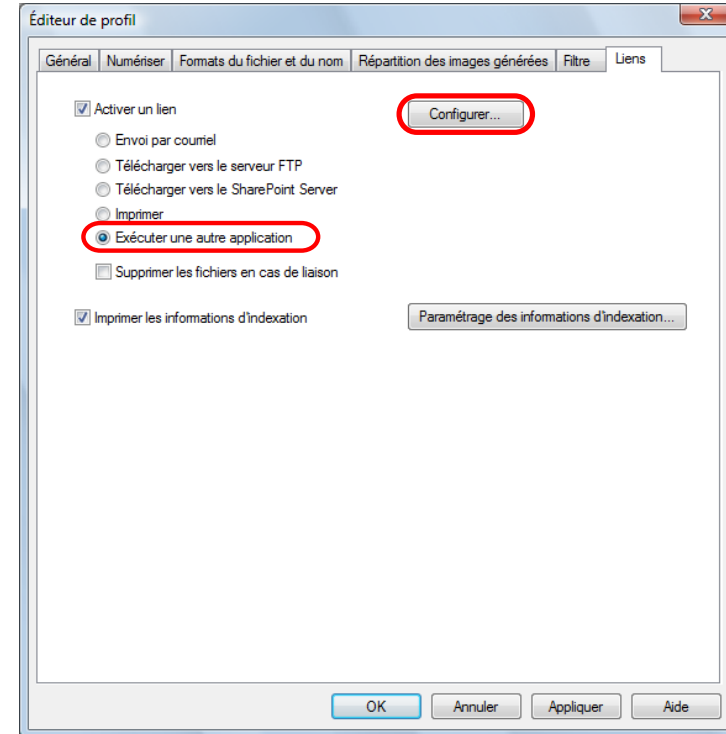 Éditeur de profil
Général Numériser Formats du fichier et du nom Répartition des images générées Filtre Liens
Activer un lien Configurer...
Envoi par courriel
Télécharger vers le serveur FTP
Télécharger vers le SharePoint Server
Imprimer
Exécuter une autre application
Supprimer les fichiers en cas de liaison
Imprimer les informations d'indexation Paramétrage des informations d'indexation...
OK Annuler Appliquer Aide